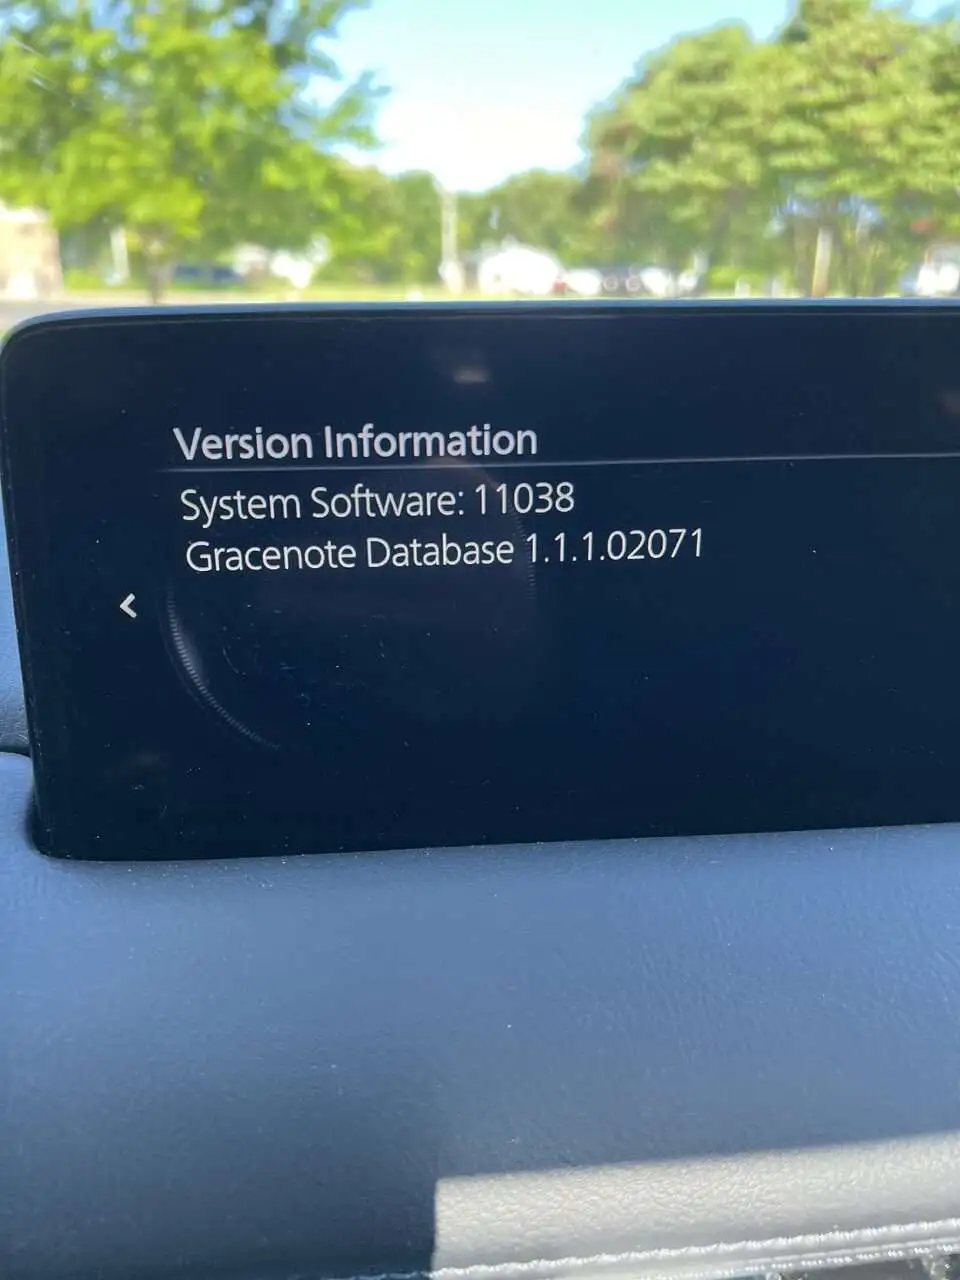 Version Information
System Software: 11038
Gracenote Database 1.1.1.02071